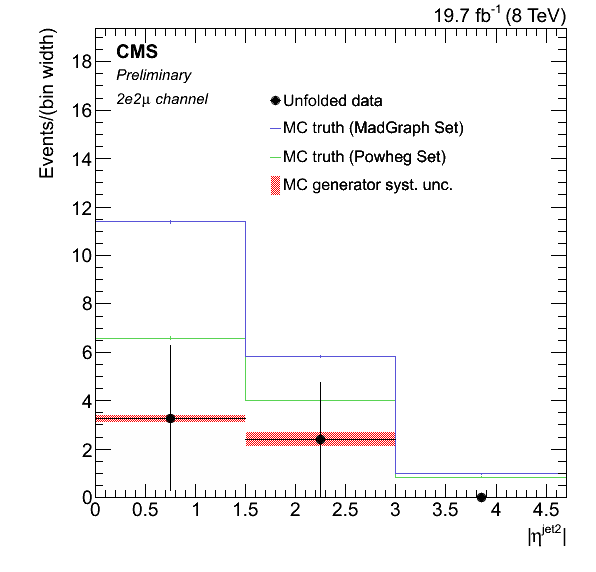 19.7 fb⁻¹ (8 TeV)
Events/(bin width)
CMS
Preliminary
2e2μ channel
Unfolded data
MC truth (MadGraph Set)
MC truth (Powheg Set)
MC generator syst. unc.
18
16
14
12
10
8
6
4
2
0
0 0.5 1 1.5 2 2.5 3 3.5 4 4.5
|η^jet2|